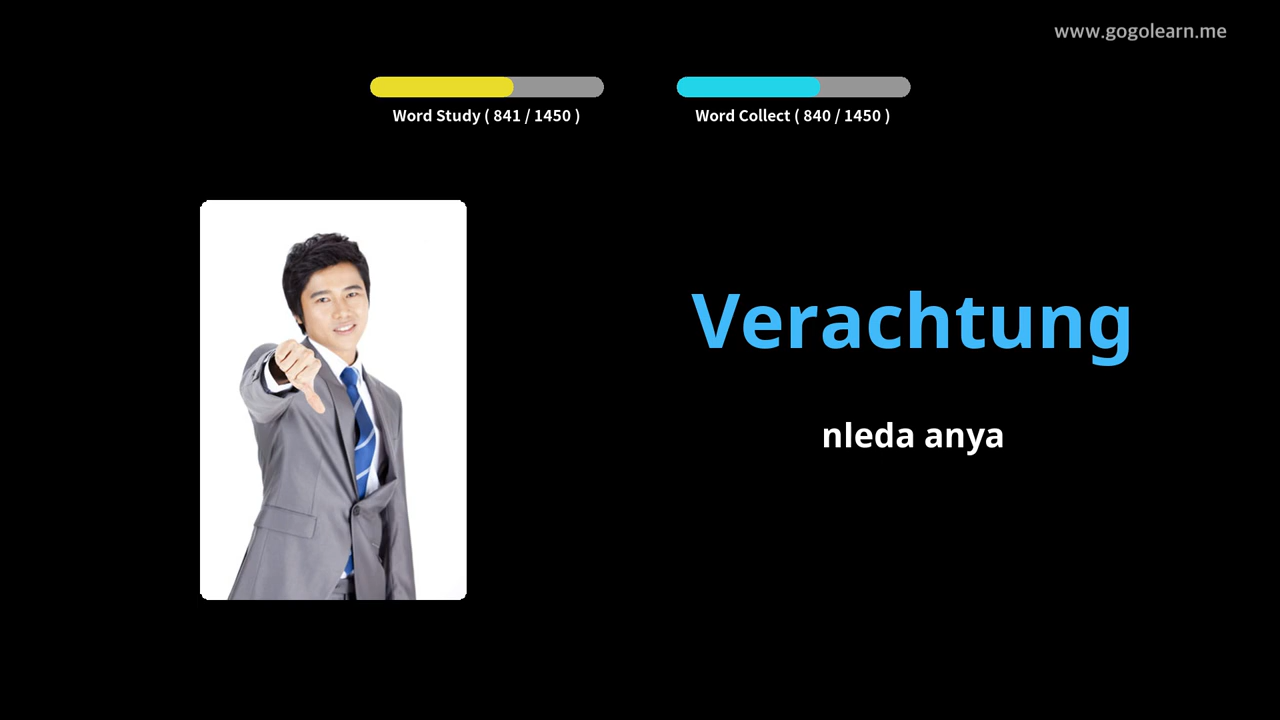 www.gogolearn.me
Word Study ( 841 / 1450 )
Word Collect ( 840 / 1450 )
Verachtung
nleda anya